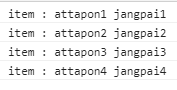 item : attapon1 jangpai1
item : attapon2 jangpai2
item : attapon3 jangpai3
item : attapon4 jangpai4